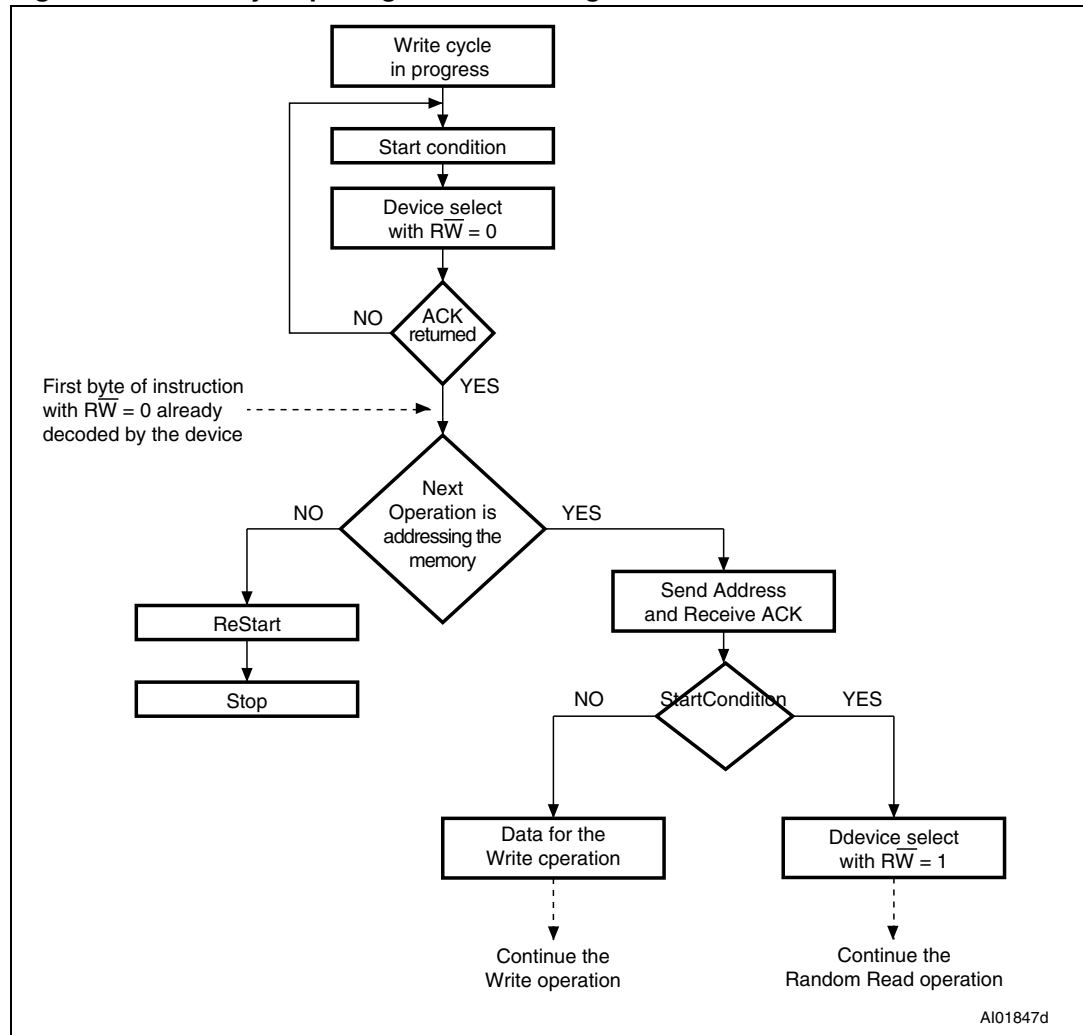 Write cycle
in progress
Start condition
Device select
with RW̅ = 0
ACK
returned
NO
YES
First byte of instruction
with RW̅ = 0 already
decoded by the device
Next
Operation is
addressing the
memory
NO
YES
Send Address
and Receive ACK
ReStart
Stop
StartCondition
NO
YES
Data for the
Write cperation
Ddevice select
with RW̅ = 1
Continue the
Write operation
Continue the
Random Read operation
AI01847d